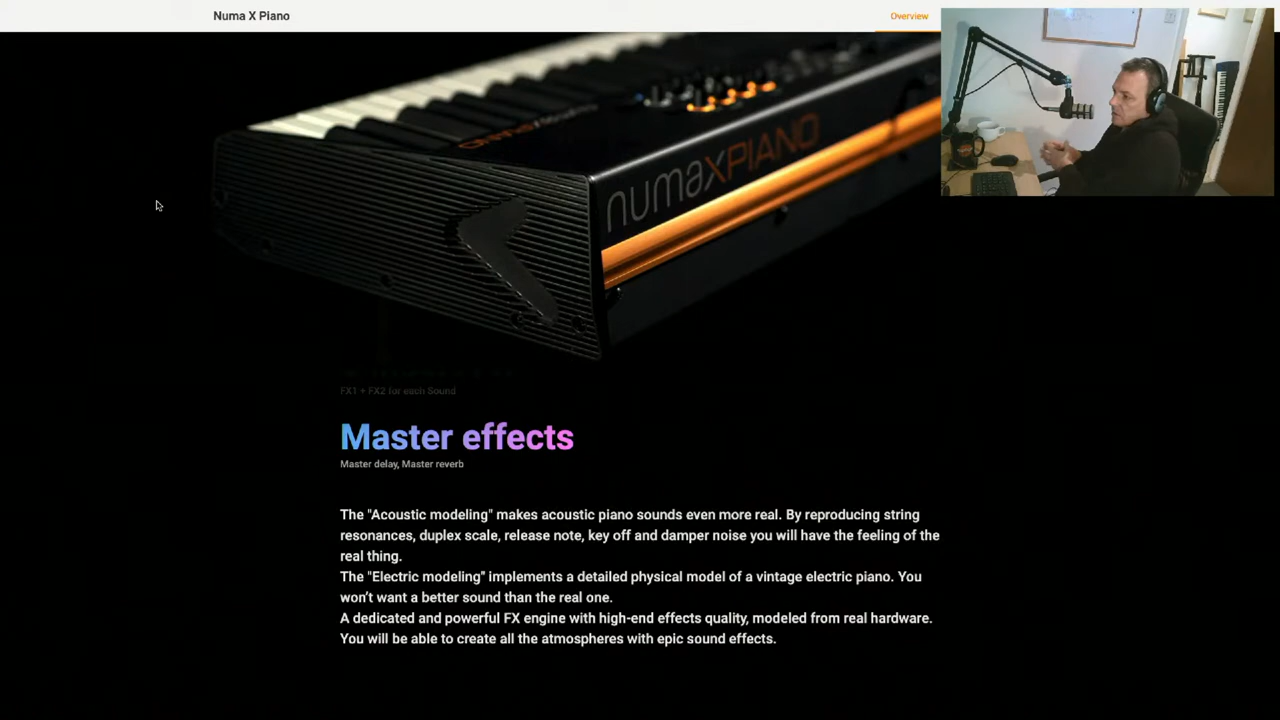 Numa X Piano
Overview
numaXPIANO
FX1 + FX2 for each Sound
Master effects
Master delay, Master reverb
The "Acoustic modeling" makes acoustic piano sounds even more real. By reproducing string
resonances, duplex scale, release note, key off and damper noise you will have the feeling of the
real thing.
The "Electric modeling" implements a detailed physical model of a vintage electric piano. You
won’t want a better sound than the real one.
A dedicated and powerful FX engine with high-end effects quality, modeled from real hardware.
You will be able to create all the atmospheres with epic sound effects.